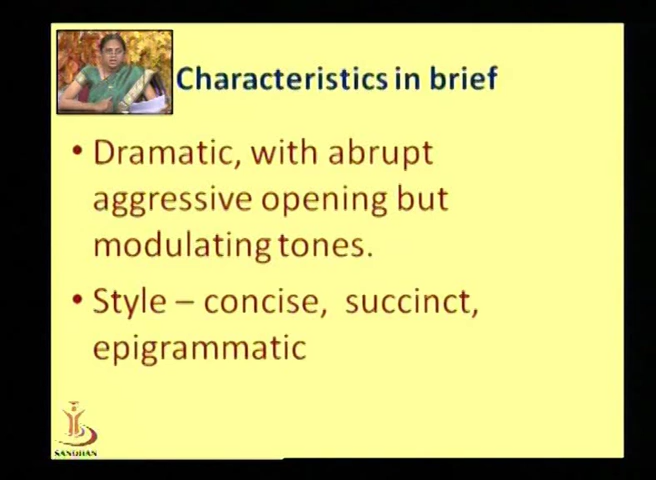 Characteristics in brief
• Dramatic, with abrupt
aggressive opening but
modulating tones.
• Style – concise, succinct,
epigrammatic
SANDHAN